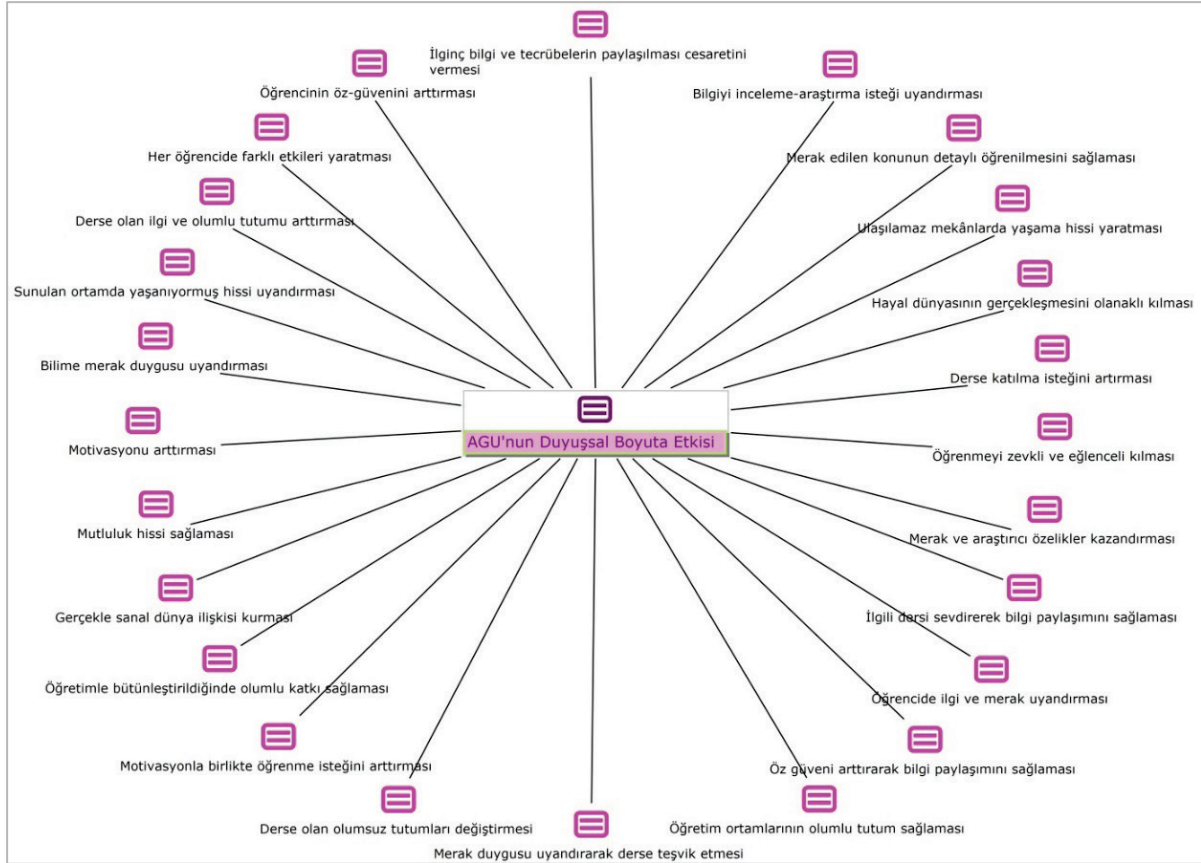 İlginç bilgi ve tecrübelerin paylaşılması cesaretini
vermesi
Öğrencinin öz-güvenini arttırması
Bilgiyi inceleme-araştırma isteği uyandırması
Her öğrencide farklı etkileri yaratması
Merak edilen konunun detaylı öğrenilmesini sağlaması
Derse olan ilgi ve olumlu tutumu arttırması
Ulaşılamaz mekânlarda yaşama hissi yaratması
Sunulan ortamda yaşanıyormuş hissi uyandırması
Hayal dünyasının gerçekleşmesini olanaklı kılması
Bilime merak duygusu uyandırması
Derse katılma isteğini artırması
AGU'nun Duyuşsal Boyuta Etkisi
Motivasyonu arttırması
Öğrenmeyi zevkli ve eğlenceli kılması
Mutluluk hissi sağlaması
Merak ve araştırıcı özelikler kazandırması
Gerçekle sanal dünya ilişkisi kurması
İlgili dersi sevdirerek bilgi paylaşımını sağlaması
Öğretimle bütünleştirildiğinde olumlu katkı sağlaması
Öğrencide ilgi ve merak uyandırması
Motivasyonla birlikte öğrenme isteğini arttırması
Öz güveni arttırarak bilgi paylaşımını sağlaması
Derse olan olumsuz tutumları değiştirmesi
Öğretim ortamlarının olumlu tutum sağlaması
Merak duygusu uyandırarak derse teşvik etmesi